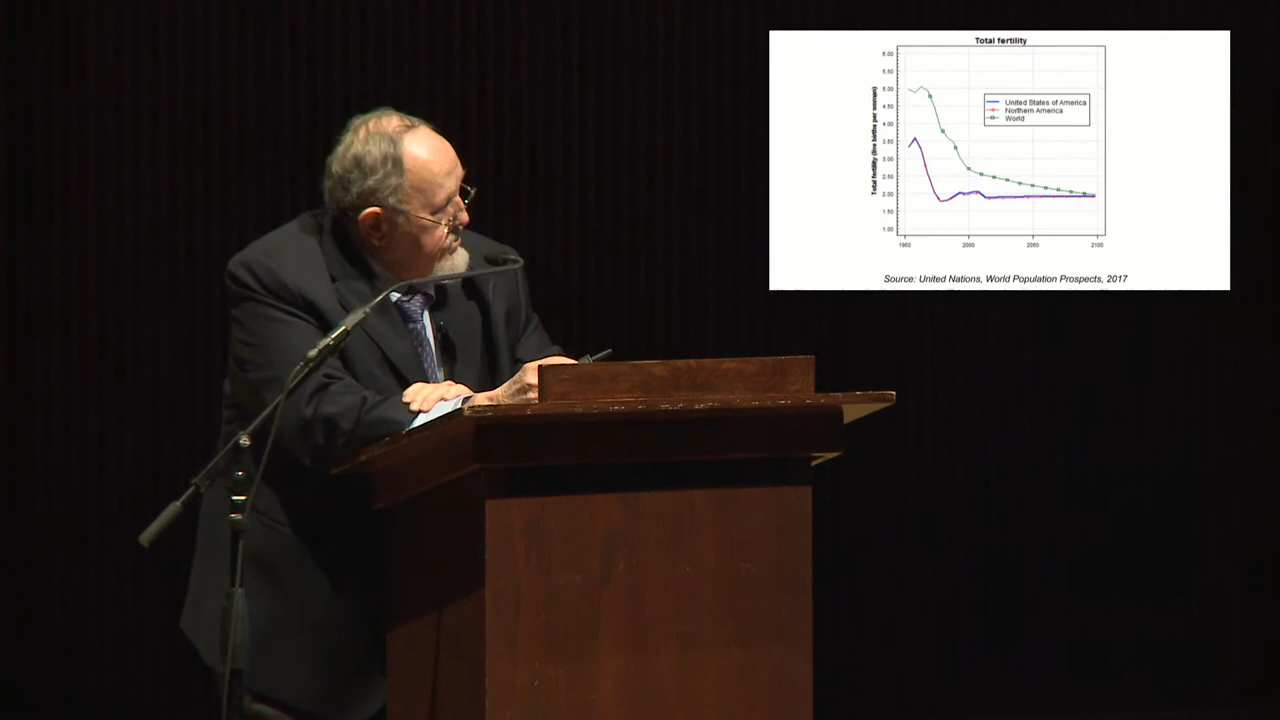 Total fertility
6.00
5.50
5.00
4.50
4.00
3.50
3.00
2.50
2.00
1.50
1.00
Total fertility (live births per woman)
United States of America
Northern America
World
1950
2000
2050
2100
Source: United Nations, World Population Prospects, 2017